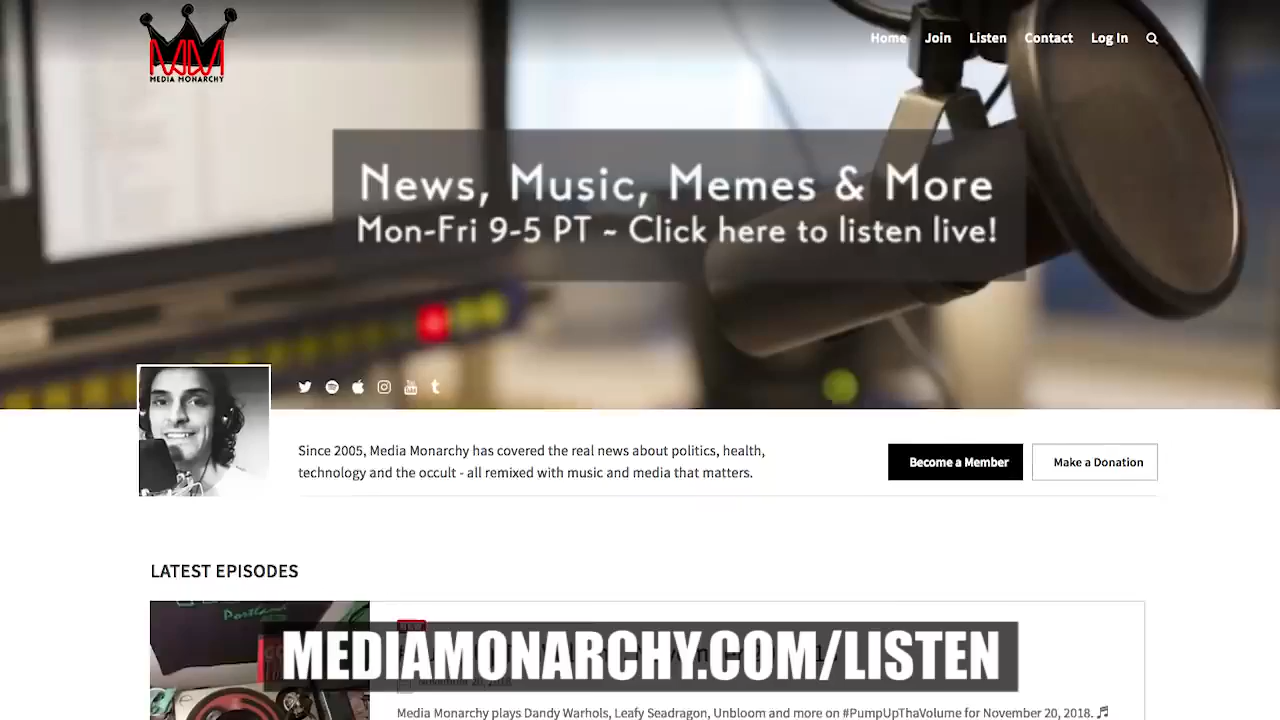 MM
MEDIA MONARCHY
Home Join Listen Contact Log In
News, Music, Memes & More
Mon-Fri 9-5 PT ~ Click here to listen live!
Since 2005, Media Monarchy has covered the real news about politics, health,
technology and the occult - all remixed with music and media that matters.
Become a Member
Make a Donation
LATEST EPISODES
Portland
MEDIAMONARCHY.COM/LISTEN
Media Monarchy plays Dandy Warhols, Leafy Seadragon, Unbloom and more on #PumpUpThaVolume for November 20, 2018.